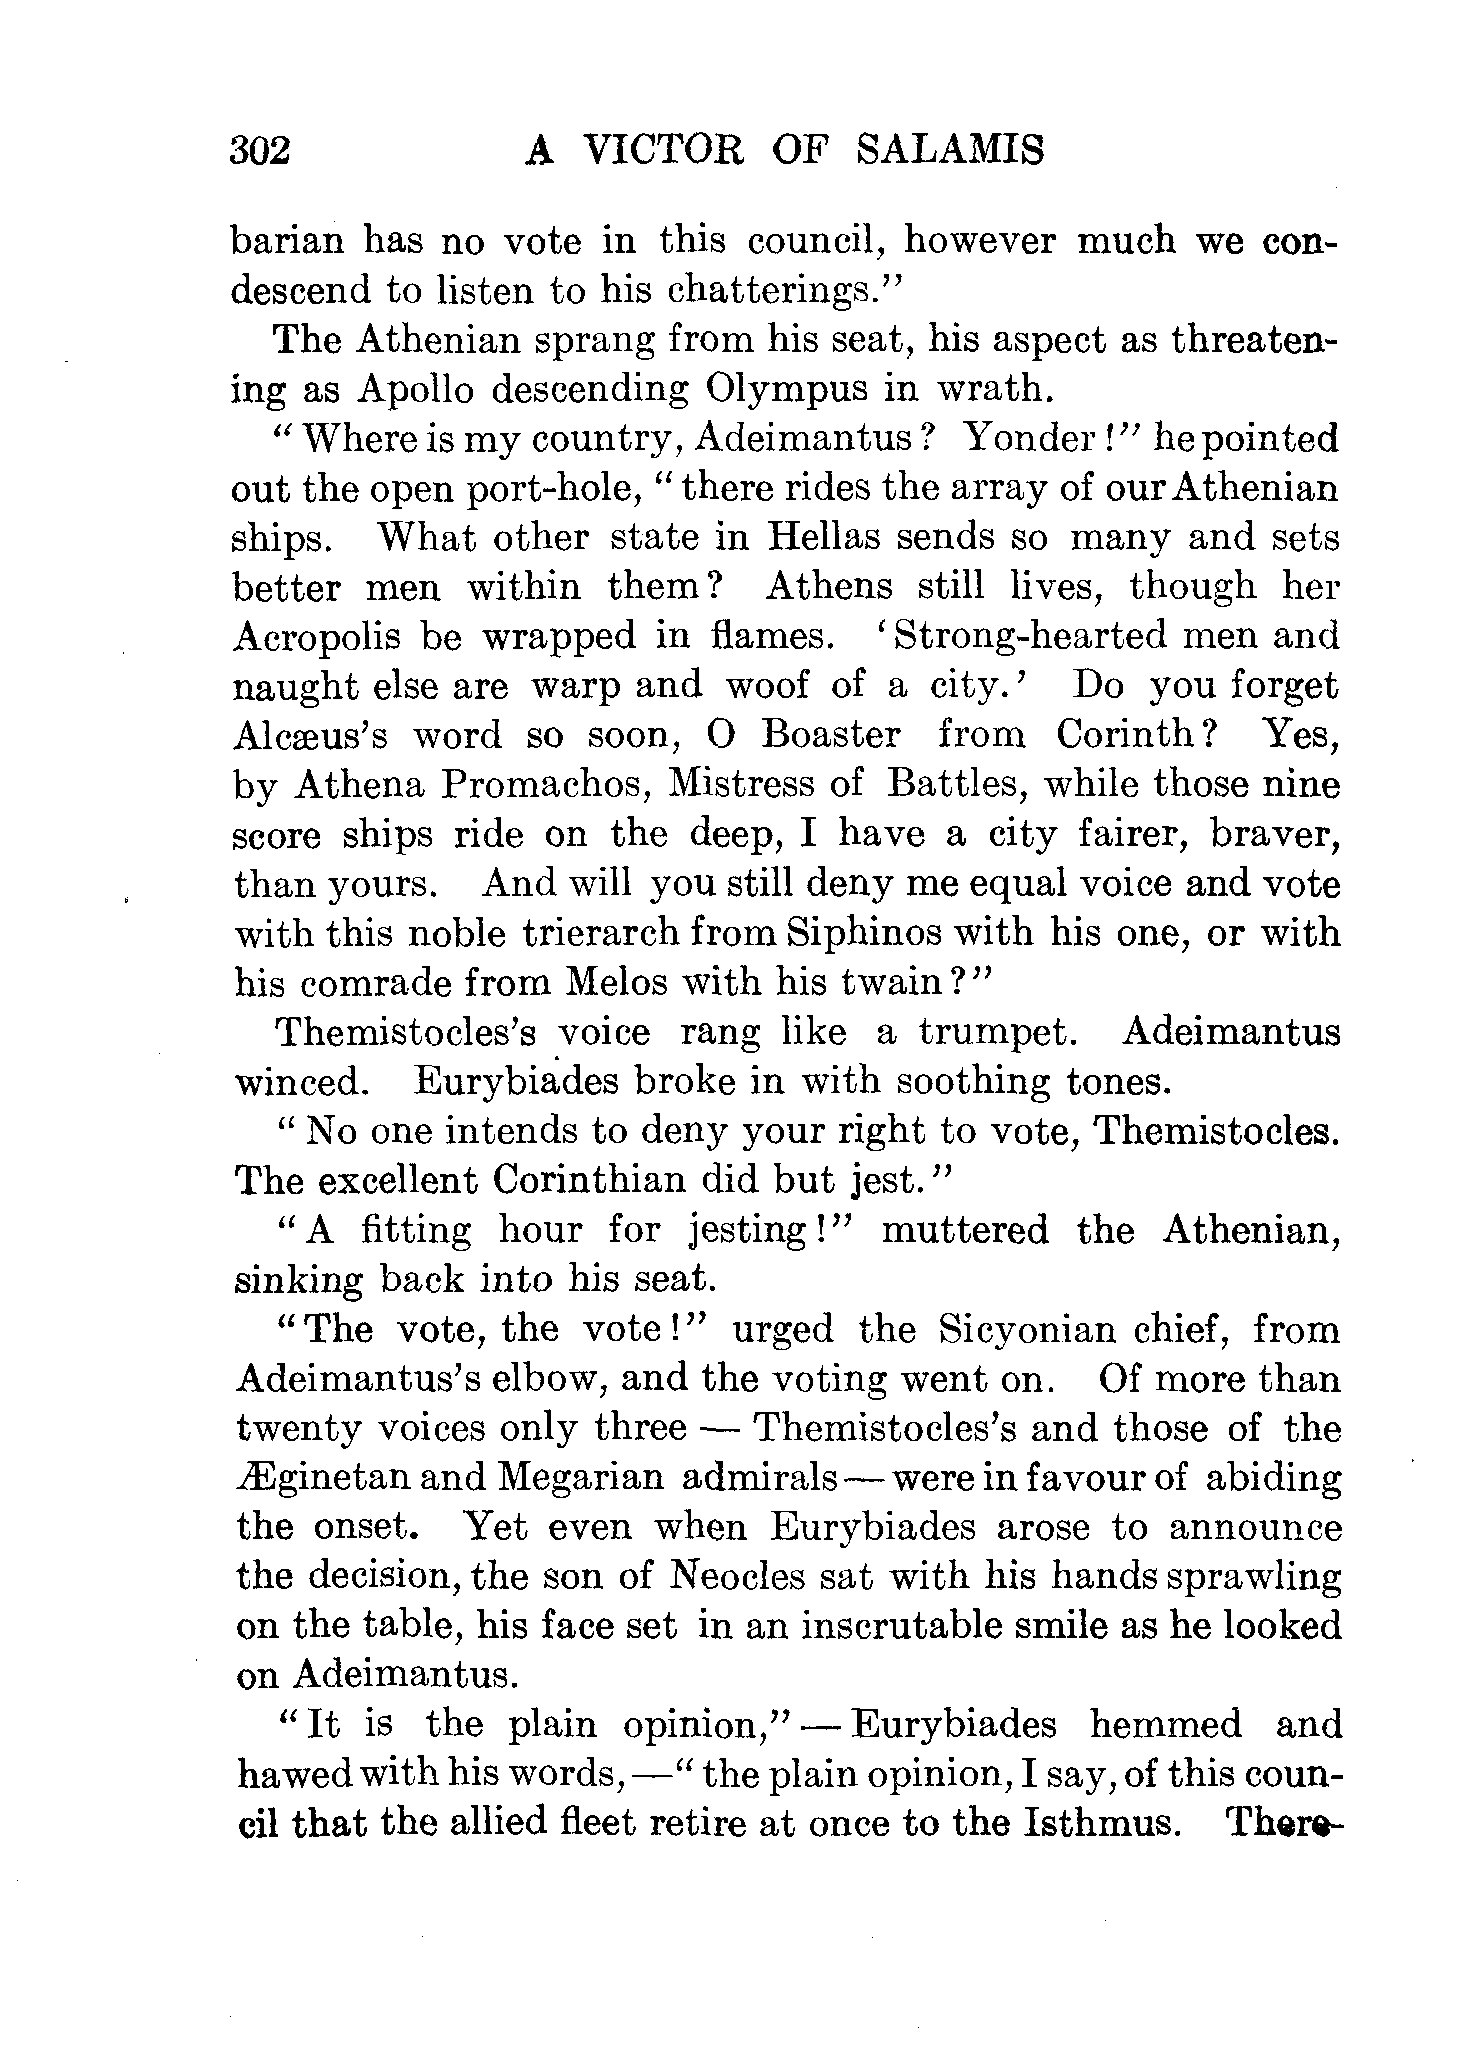 302 A VICTOR OF SALAMIS
barian has no vote in this council, however much we con-
descend to listen to his chatterings."
The Athenian sprang from his seat, his aspect as threaten-
ing as Apollo descending Olympus in wrath.
"Where is my country, Adeimantus? Yonder!" he pointed
out the open port-hole, "there rides the array of our Athenian
ships. What other state in Hellas sends so many and sets
better men within them? Athens still lives, though her
Acropolis be wrapped in flames. 'Strong-hearted men and
naught else are warp and woof of a city.' Do you forget
Alcæus's word so soon, O Boaster from Corinth? Yes,
by Athena Promachos, Mistress of Battles, while those nine
score ships ride on the deep, I have a city fairer, braver,
than yours. And will you still deny me equal voice and vote
with this noble trierarch from Siphinos with his one, or with
his comrade from Melos with his twain?"
Themistocles's voice rang like a trumpet. Adeimantus
winced. Eurybiades broke in with soothing tones.
"No one intends to deny your right to vote, Themistocles.
The excellent Corinthian did but jest."
"A fitting hour for jesting!" muttered the Athenian,
sinking back into his seat.
"The vote, the vote!" urged the Sicyonian chief, from
Adeimantus's elbow, and the voting went on. Of more than
twenty voices only three — Themistocles's and those of the
Æginetan and Megarian admirals — were in favour of abiding
the onset. Yet even when Eurybiades arose to announce
the decision, the son of Neocles sat with his hands sprawling
on the table, his face set in an inscrutable smile as he looked
on Adeimantus.
"It is the plain opinion," — Eurybiades hemmed and
hawed with his words, — "the plain opinion, I say, of this coun-
cil that the allied fleet retire at once to the Isthmus. There-